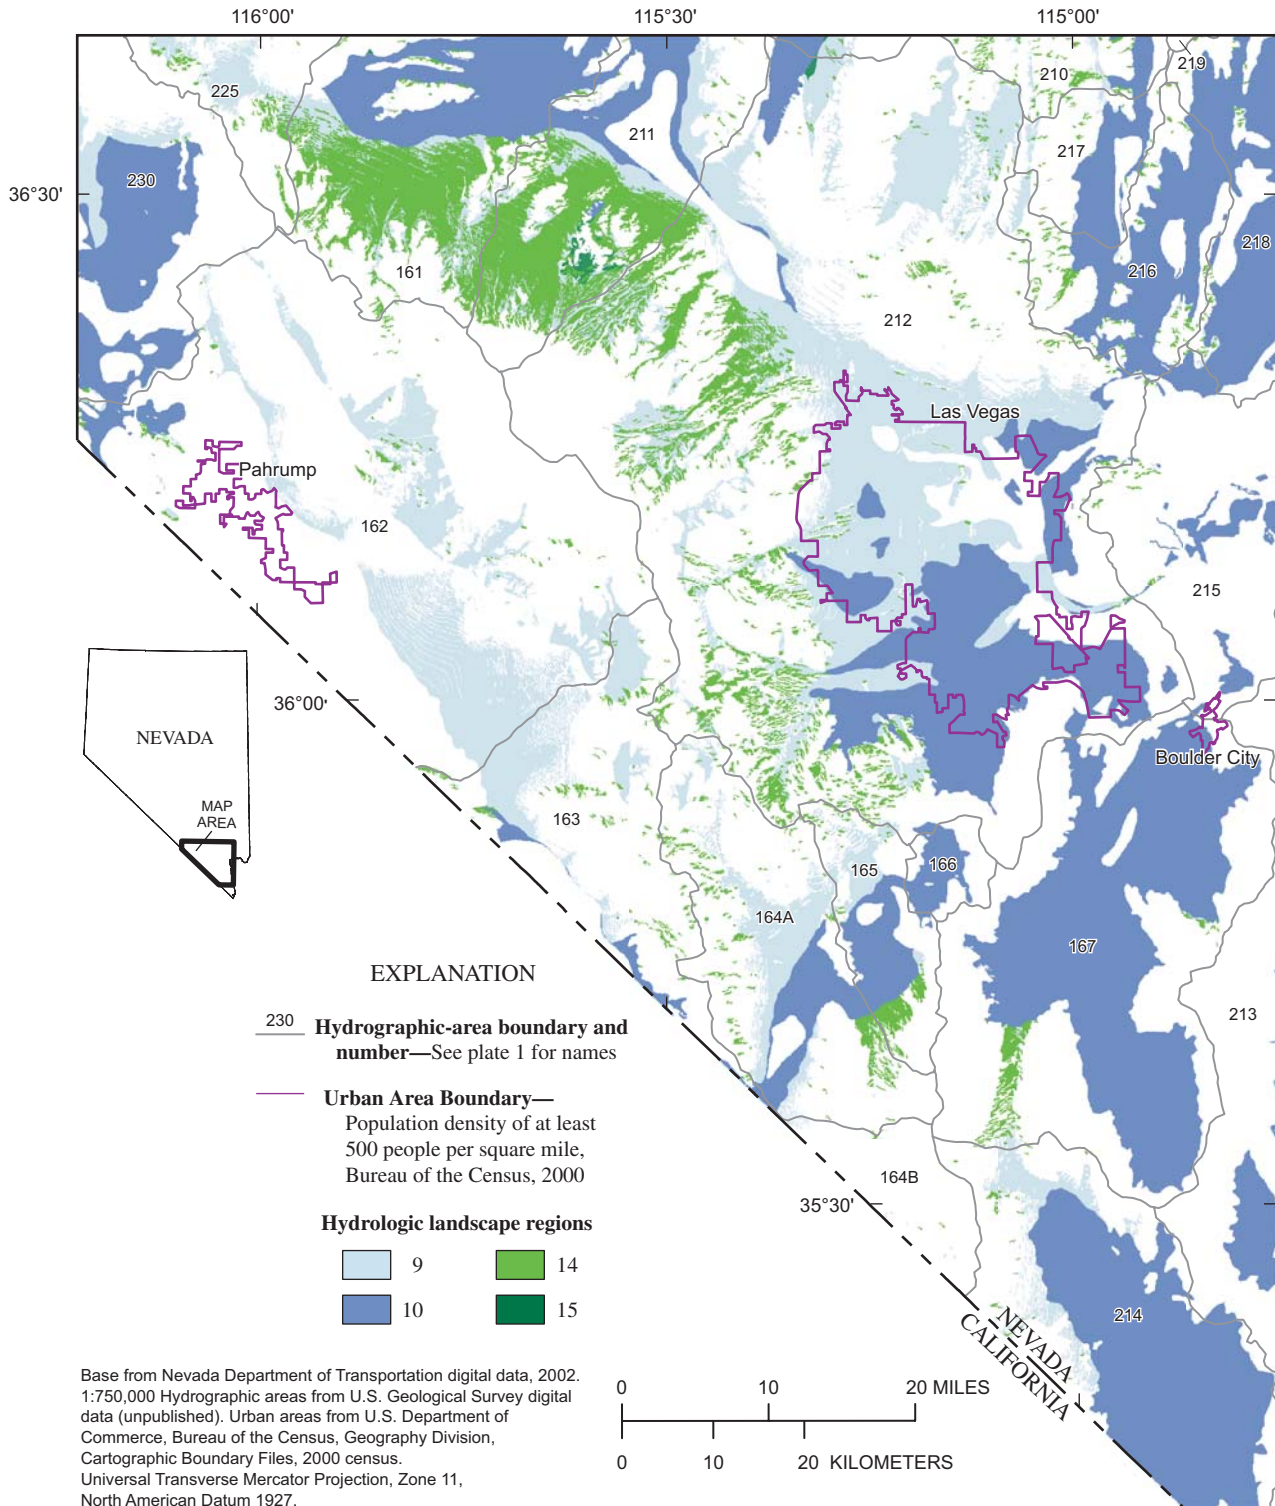 116°00'
115°30'
115°00'
219
210
225
211
217
36°30'
230
218
161
216
212
Las Vegas
Pahrump
162
215
36°00'
NEVADA
Boulder City
MAP
AREA
163
165
166
164A
167
EXPLANATION
230
Hydrographic-area boundary and
number—See plate 1 for names
213
Urban Area Boundary—
Population density of at least
500 people per square mile,
Bureau of the Census, 2000
164B
35°30'
Hydrologic landscape regions
9
14
10
15
214
NEVADA
CALIFORNIA
Base from Nevada Department of Transportation digital data, 2002.
1:750,000 Hydrographic areas from U.S. Geological Survey digital
data (unpublished). Urban areas from U.S. Department of
Commerce, Bureau of the Census, Geography Division,
Cartographic Boundary Files, 2000 census.
Universal Transverse Mercator Projection, Zone 11,
North American Datum 1927.
0 10 20 MILES
0 10 20 KILOMETERS